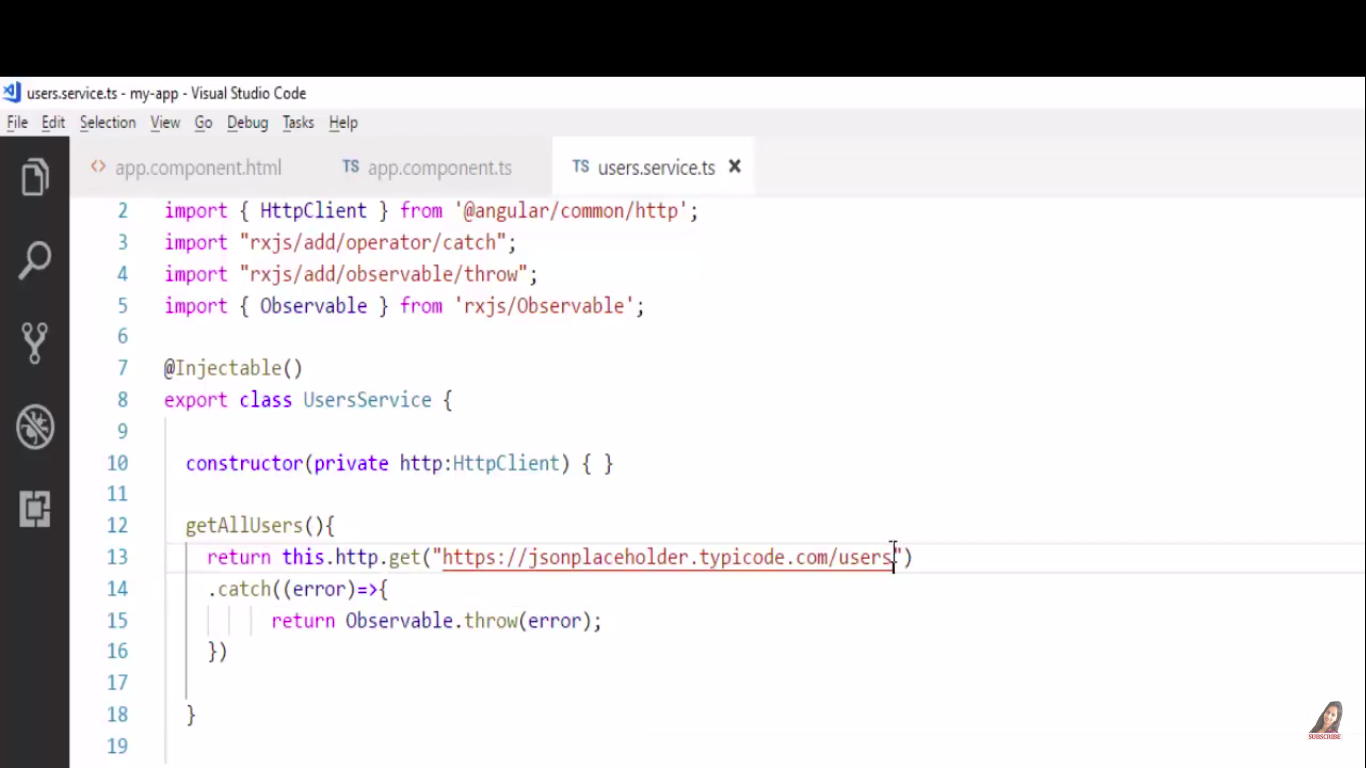 users.service.ts - my-app - Visual Studio Code
File Edit Selection View Go Debug Tasks Help
<> app.component.html TS app.component.ts TS users.service.ts ×
2 import { HttpClient } from '@angular/common/http';
3 import "rxjs/add/operator/catch";
4 import "rxjs/add/observable/throw";
5 import { Observable } from 'rxjs/Observable';
6
7 @Injectable()
8 export class UsersService {
9
10 constructor(private http:HttpClient) { }
11
12 getAllUsers(){
13 return this.http.get("https://jsonplaceholder.typicode.com/users")
14 .catch((error)=>{
15 return Observable.throw(error);
16 })
17
18 }
19
SUBSCRIBE